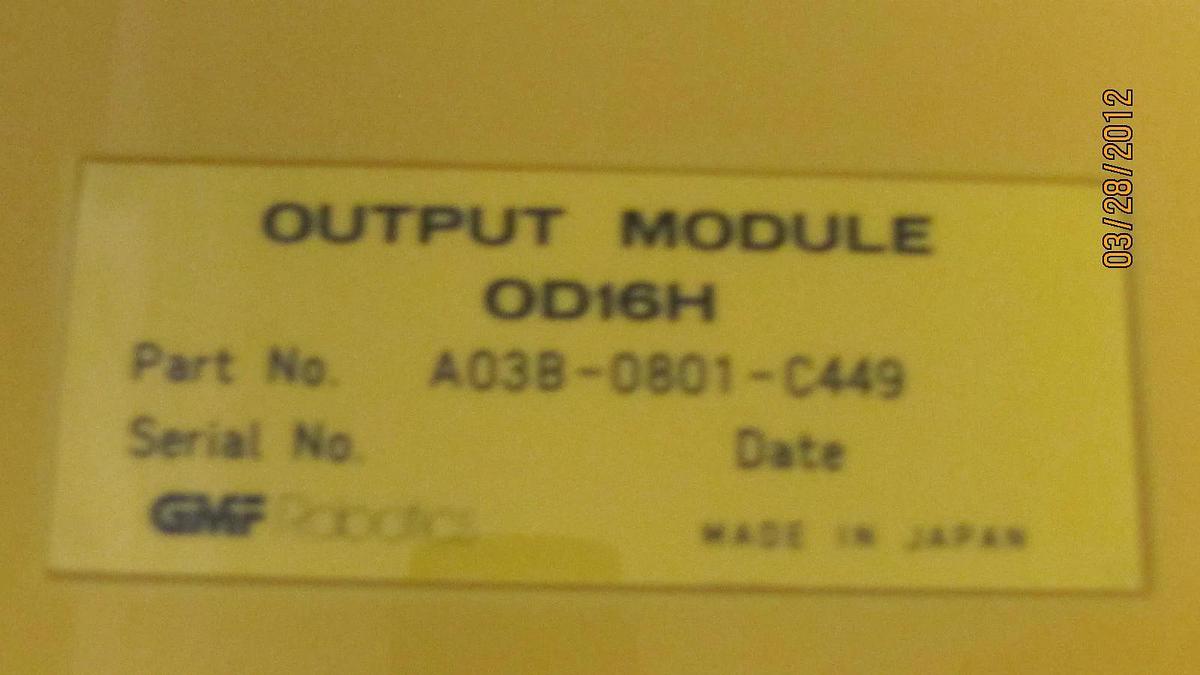 OUTPUT MODULE
OD16H
Part No. A03B-0801-C449
Serial No. Date
GMF Robotics MADE IN JAPAN
03/28/2012